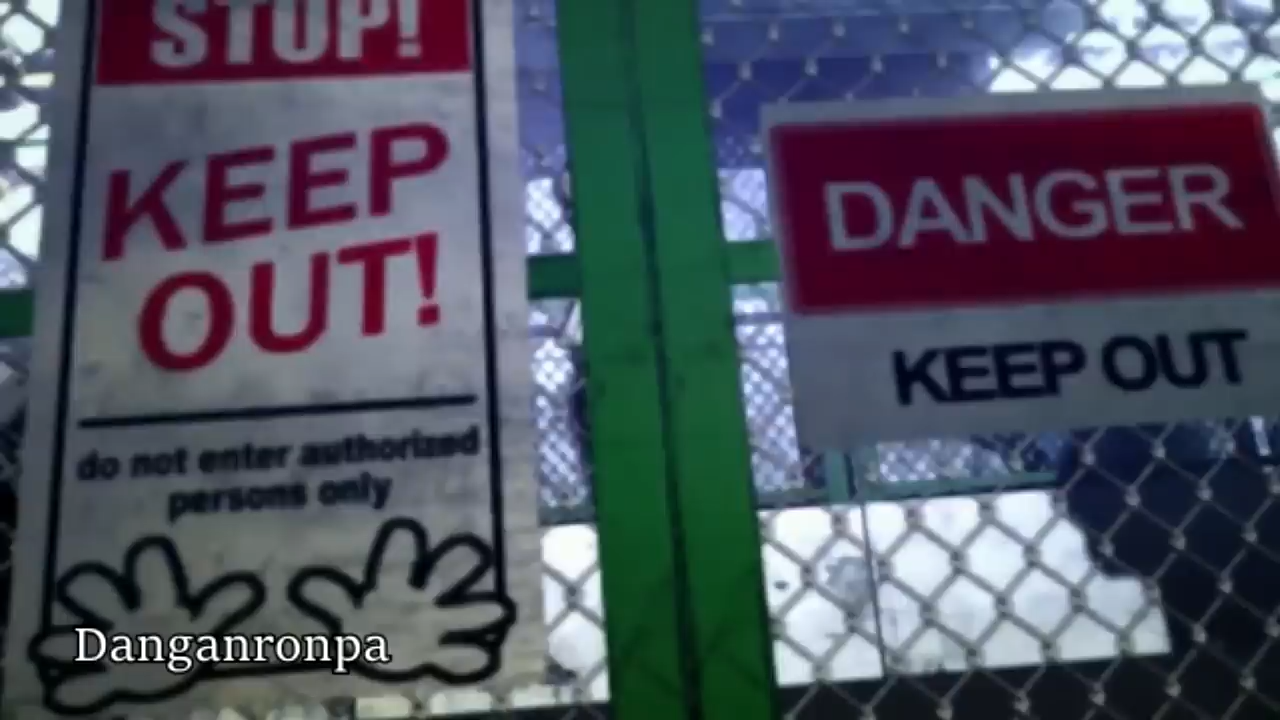 STOP!
KEEP
OUT!
do not enter authorized
persons only
DANGER
KEEP OUT
Danganronpa